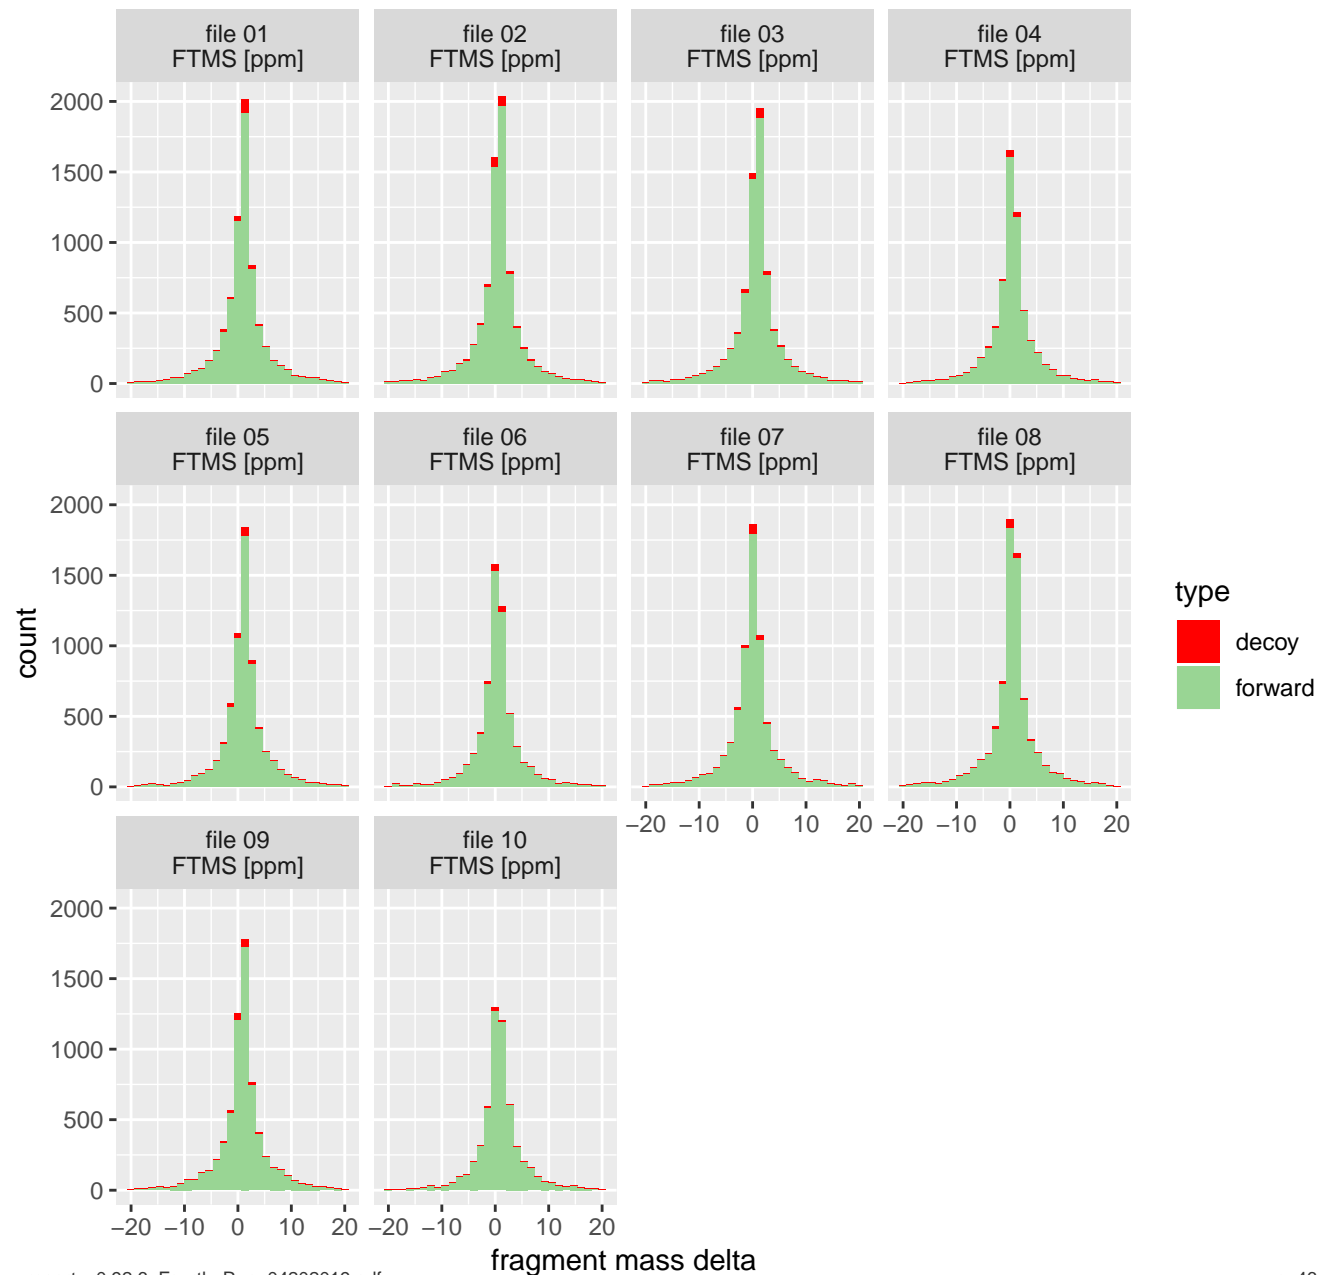 file 01
FTMS [ppm]
file 02
FTMS [ppm]
file 03
FTMS [ppm]
file 04
FTMS [ppm]
2000
1500
1000
500
0
file 05
FTMS [ppm]
file 06
FTMS [ppm]
file 07
FTMS [ppm]
file 08
FTMS [ppm]
2000
1500
1000
500
0
−20 −10 0 10 20
−20 −10 0 10 20
file 09
FTMS [ppm]
file 10
FTMS [ppm]
2000
1500
1000
500
0
−20 −10 0 10 20
−20 −10 0 10 20
count
fragment mass delta
type
decoy
forward